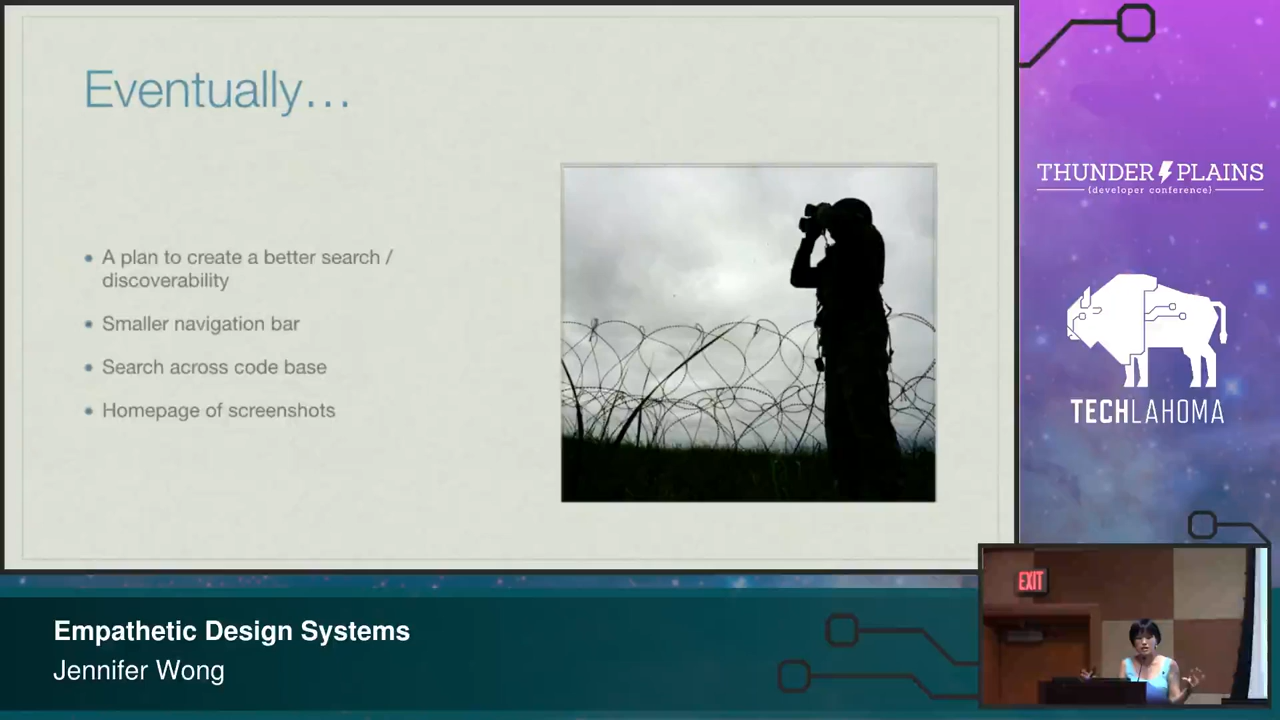 Eventually…
A plan to create a better search /
discoverability
Smaller navigation bar
Search across code base
Homepage of screenshots
THUNDER PLAINS
{developer conference}
TECHLAHOMA
EXIT
Empathetic Design Systems
Jennifer Wong